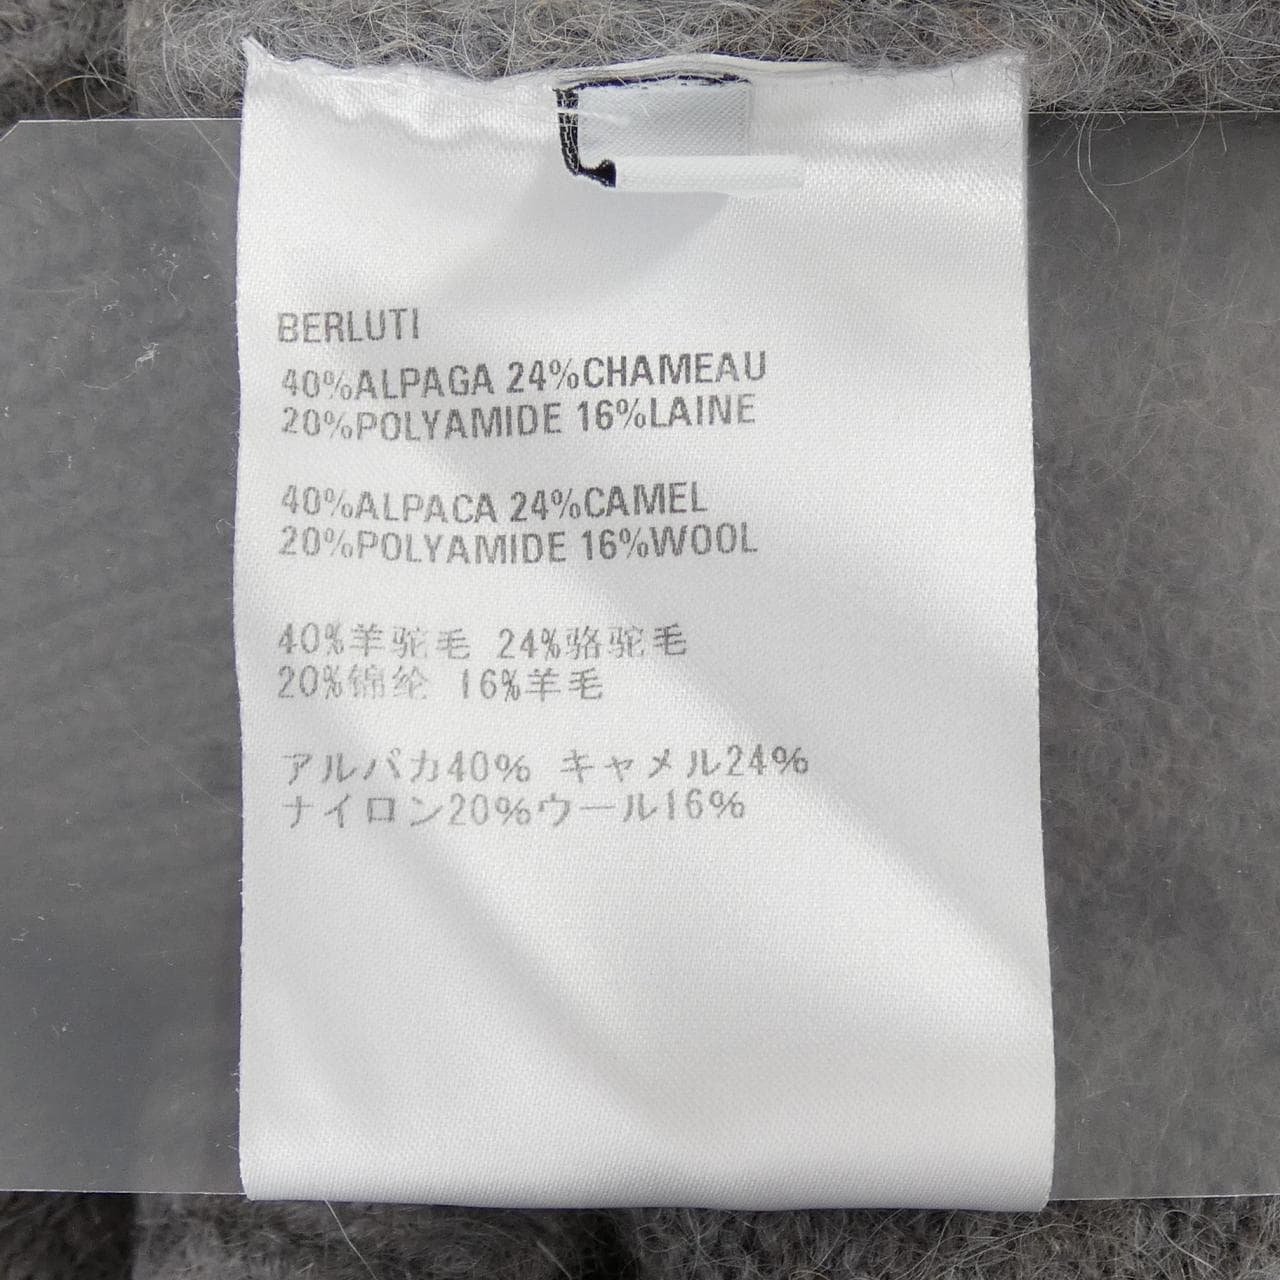 BERLUTI
40%ALPAGA 24%CHAMEAU
20%POLYAMIDE 16%LAINE
40%ALPACA 24%CAMEL
20%POLYAMIDE 16%WOOL
40%羊驼毛 24%骆驼毛
20%锦纶 16%羊毛
アルパカ40% キャメル24%
ナイロン20%ウール16%